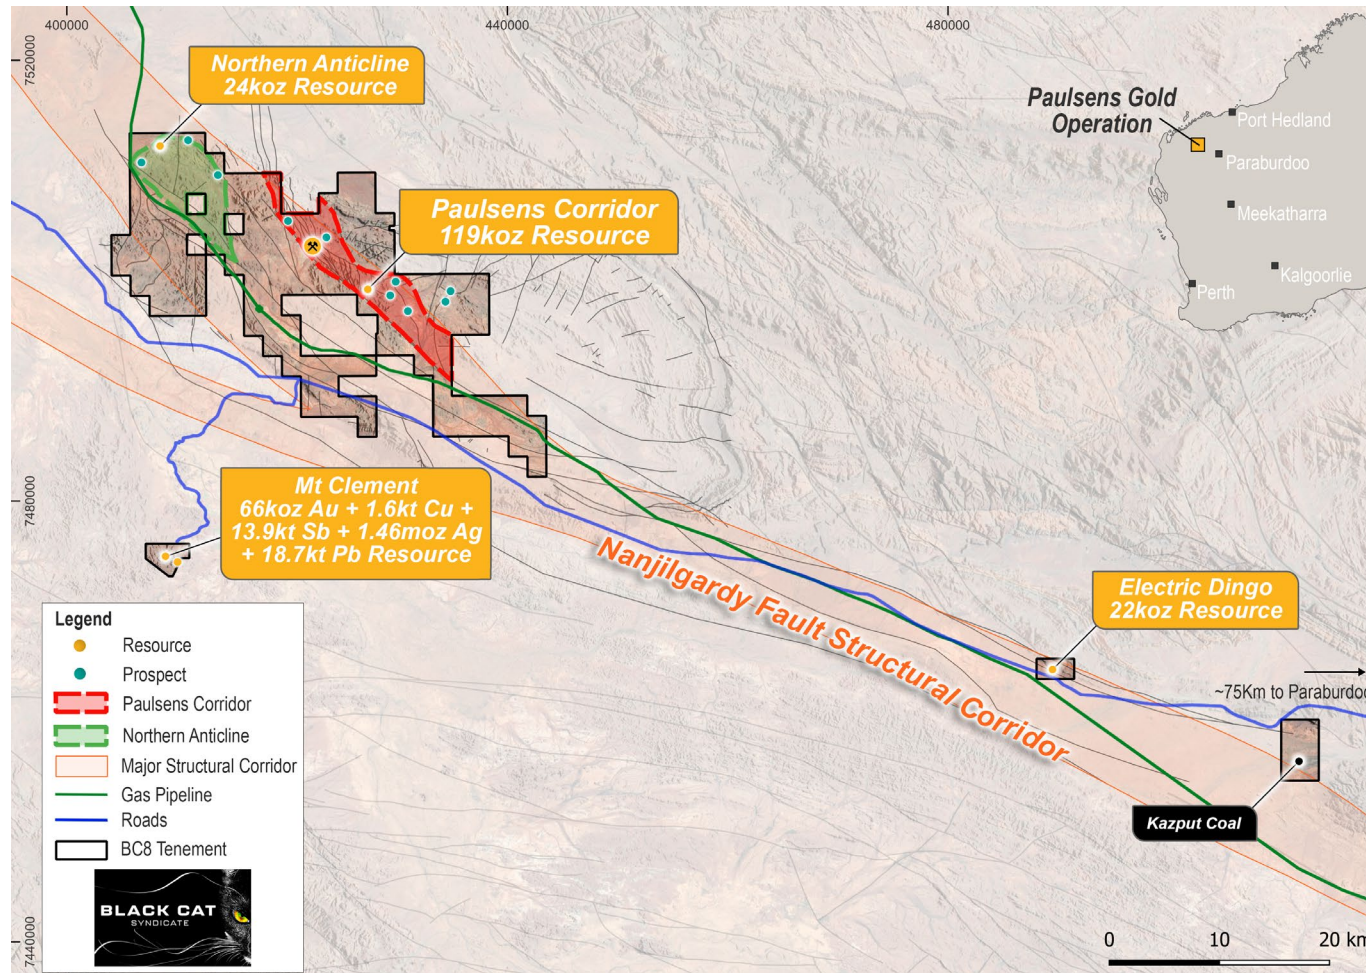 400000
440000
480000
7520000
7480000
7440000
Northern Anticline
24koz Resource
Paulsens Corridor
119koz Resource
Paulsens Gold
Operation
Port Hedland
Paraburdoo
Meekatharra
Kalgoorlie
Perth
Mt Clement
66koz Au + 1.6kt Cu +
13.9kt Sb + 1.46moz Ag
+ 18.7kt Pb Resource
Nanjilgardy Fault Structural Corridor
Electric Dingo
22koz Resource
~75Km to Paraburdoo
Kazput Coal
Legend
Resource
Prospect
Paulsens Corridor
Northern Anticline
Major Structural Corridor
Gas Pipeline
Roads
BC8 Tenement
BLACK CAT
SYNDICATE
0 10 20 km